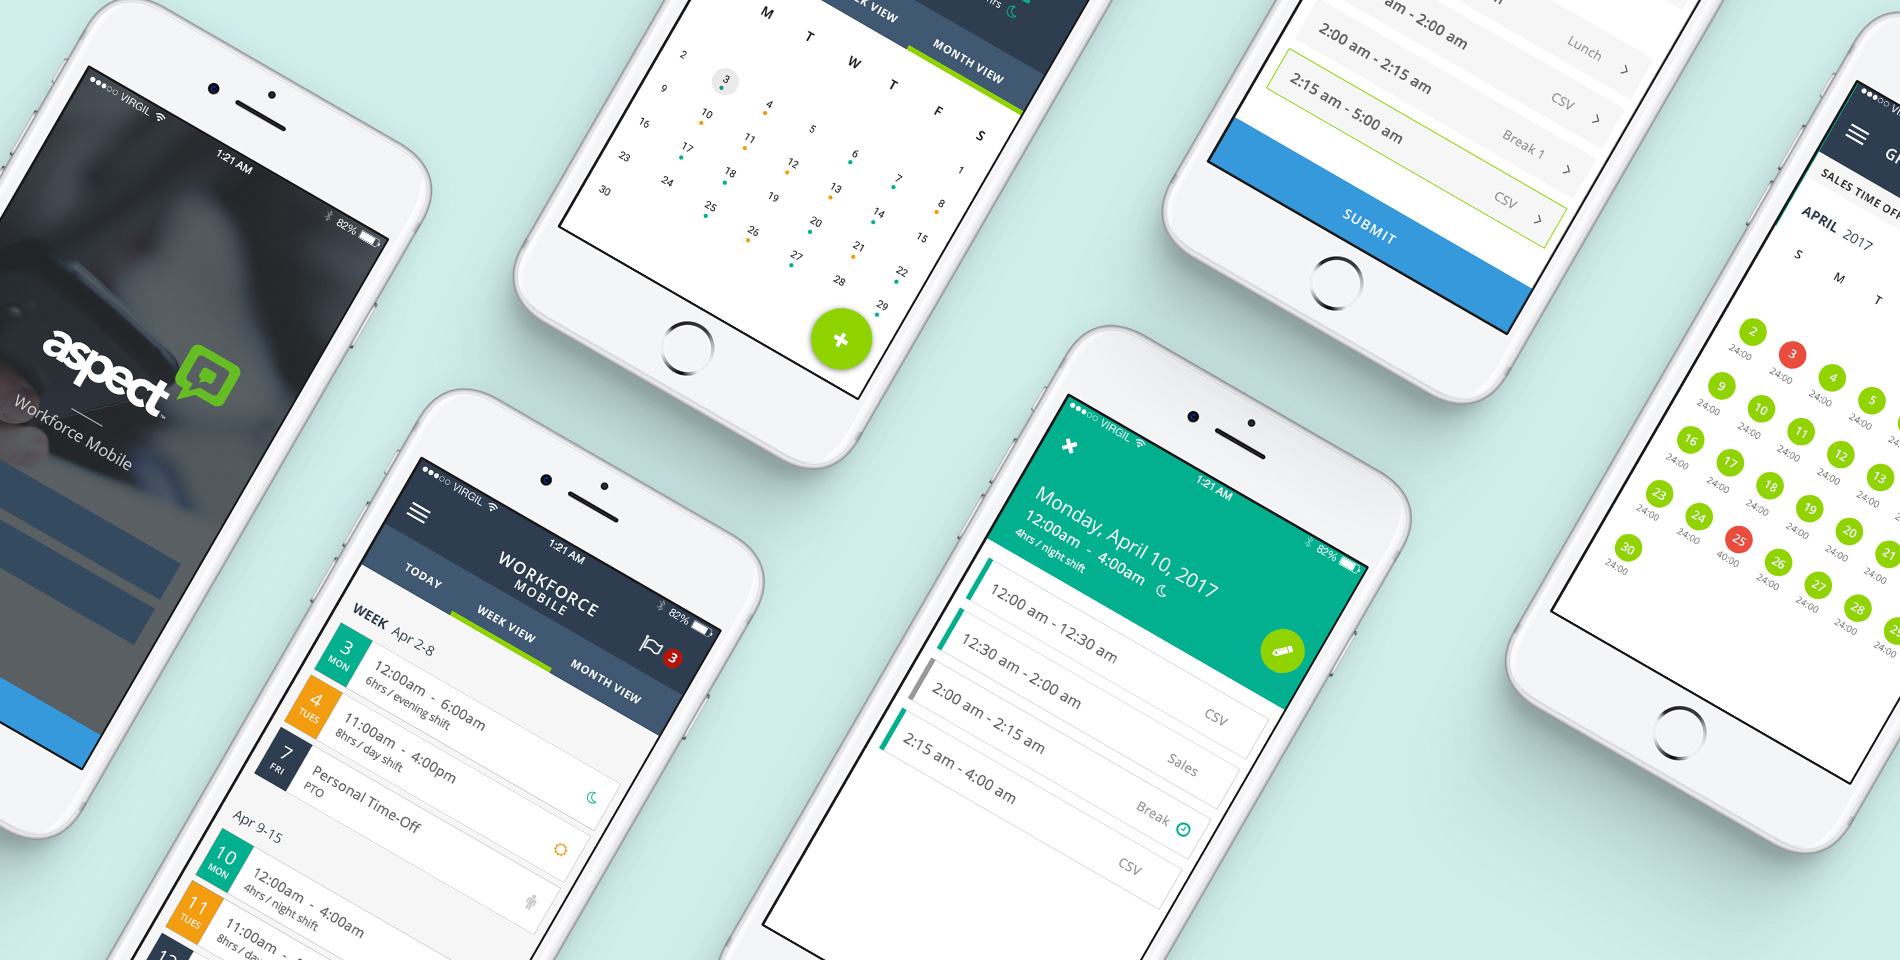 VIRGIL
1:21 AM
82%
aspect
Workforce Mobile
VIEW
MONTH VIEW
M T W T F S
1
2 3 4 5 6 7 8
9 10 11 12 13 14 15
16 17 18 19 20 21 22
23 24 25 26 27 28 29
30
VIRGIL
1:21 AM
82%
WORKFORCE
MOBILE
3
TODAY
WEEK VIEW
MONTH VIEW
WEEK Apr 2-8
3
MON
12:00am - 6:00am
6hrs / evening shift
4
TUES
11:00am - 4:00pm
8hrs / day shift
7
FRI
Personal Time-Off
PTO
Apr 9-15
10
MON
12:00am - 4:00am
4hrs / night shift
11
TUES
11:00am
8hrs / day
12
am - 2:00 am
Lunch
2:00 am - 2:15 am
CSV
2:15 am - 5:00 am
Break 1
CSV
SUBMIT
VIRGIL
1:21 AM
82%
Monday, April 10, 2017
12:00am - 4:00am
4hrs / night shift
12:00 am - 12:30 am
CSV
12:30 am - 2:00 am
Sales
2:00 am - 2:15 am
Break
2:15 am - 4:00 am
CSV
SALES TIME OFF
APRIL 2017
S M T
2 3 4 5
24:00 24:00 24:00 24:00
9 10 11 12 13
24:00 24:00 24:00 24:00 24:00
16 17 18 19 20 21
24:00 24:00 24:00 24:00 24:00 24:00
23 24 25 26 27 28
24:00 24:00 40:00 24:00 24:00 24:00 24:00
30
24:00